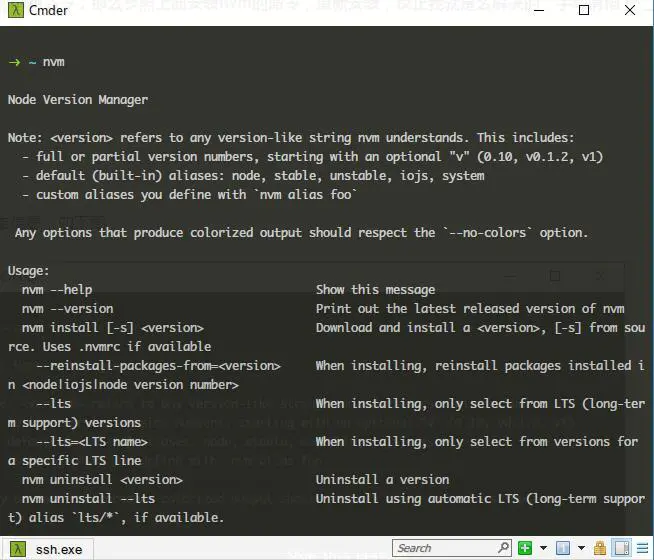 Cmder
→ ~ nvm
Node Version Manager
Note: <version> refers to any version-like string nvm understands. This includes:
- full or partial version numbers, starting with an optional "v" (0.10, v0.1.2, v1)
- default (built-in) aliases: node, stable, unstable, iojs, system
- custom aliases you define with `nvm alias foo`
Any options that produce colorized output should respect the `--no-colors` option.
Usage:
nvm --help Show this message
nvm --version Print out the latest released version of nvm
nvm install [-s] <version> Download and install a <version>, [-s] from sou
rce. Uses .nvmrc if available
--reinstall-packages-from=<version> When installing, reinstall packages installed i
n <node|iojs|node version number>
--lts When installing, only select from LTS (long-ter
m support) versions
--lts=<LTS name> When installing, only select from versions for
a specific LTS line
nvm uninstall <version> Uninstall a version
nvm uninstall --lts Uninstall using automatic LTS (long-term suppor
t) alias `lts/*`, if available.
ssh.exe
Search